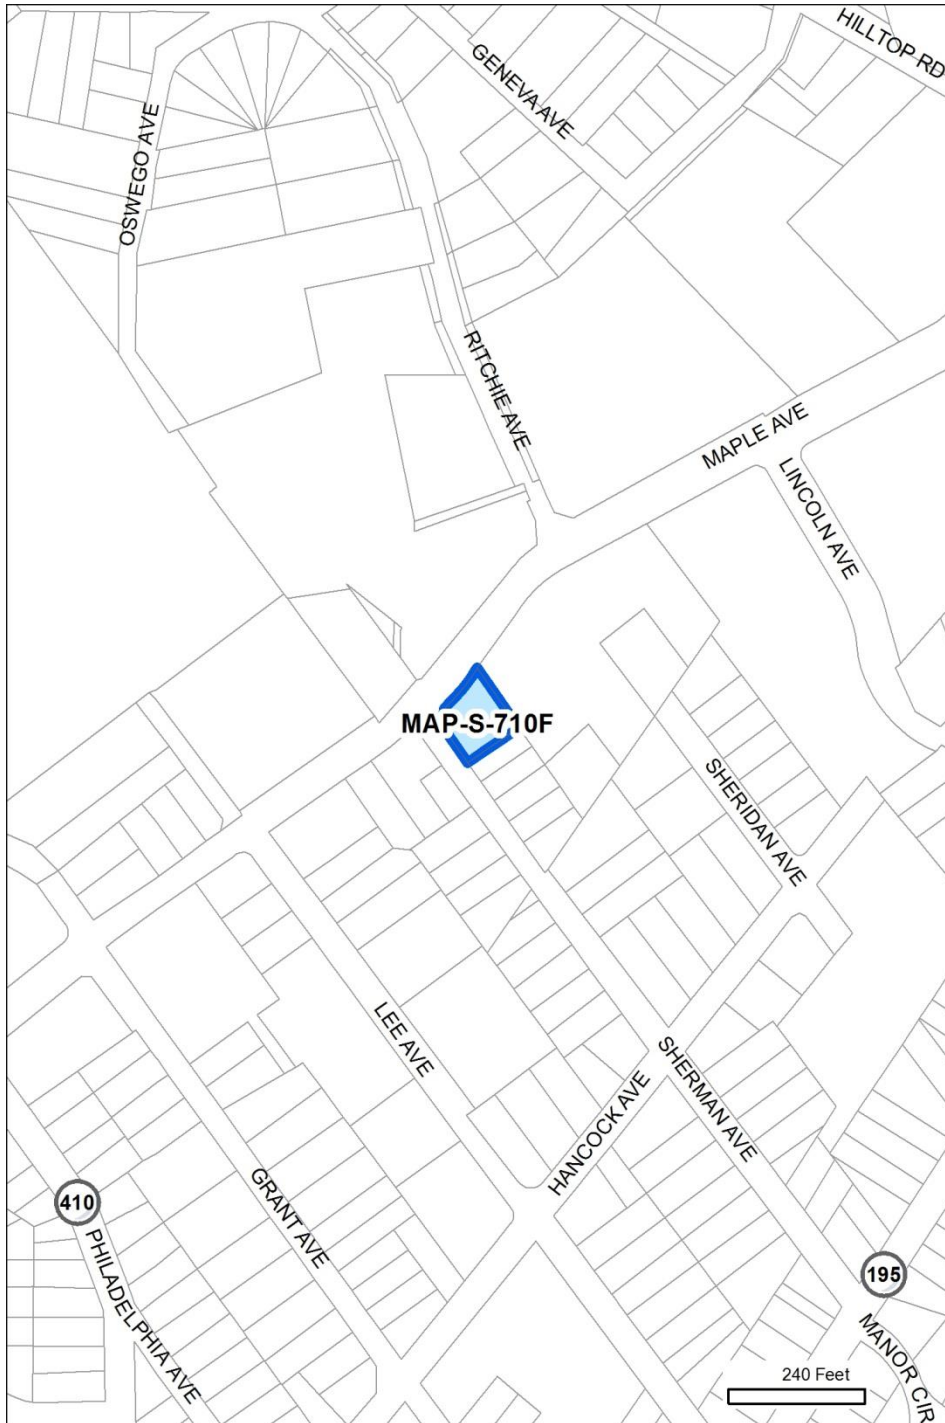 HILLTOP RD
GENEVA AVE
OSWEGO AVE
RITCHIE AVE
MAPLE AVE
LINCOLN AVE
MAP-S-710F
SHERIDAN AVE
LEE AVE
SHERMAN AVE
HANCOCK AVE
GRANT AVE
410
PHILADELPHIA AVE
195
MANOR CIR
240 Feet